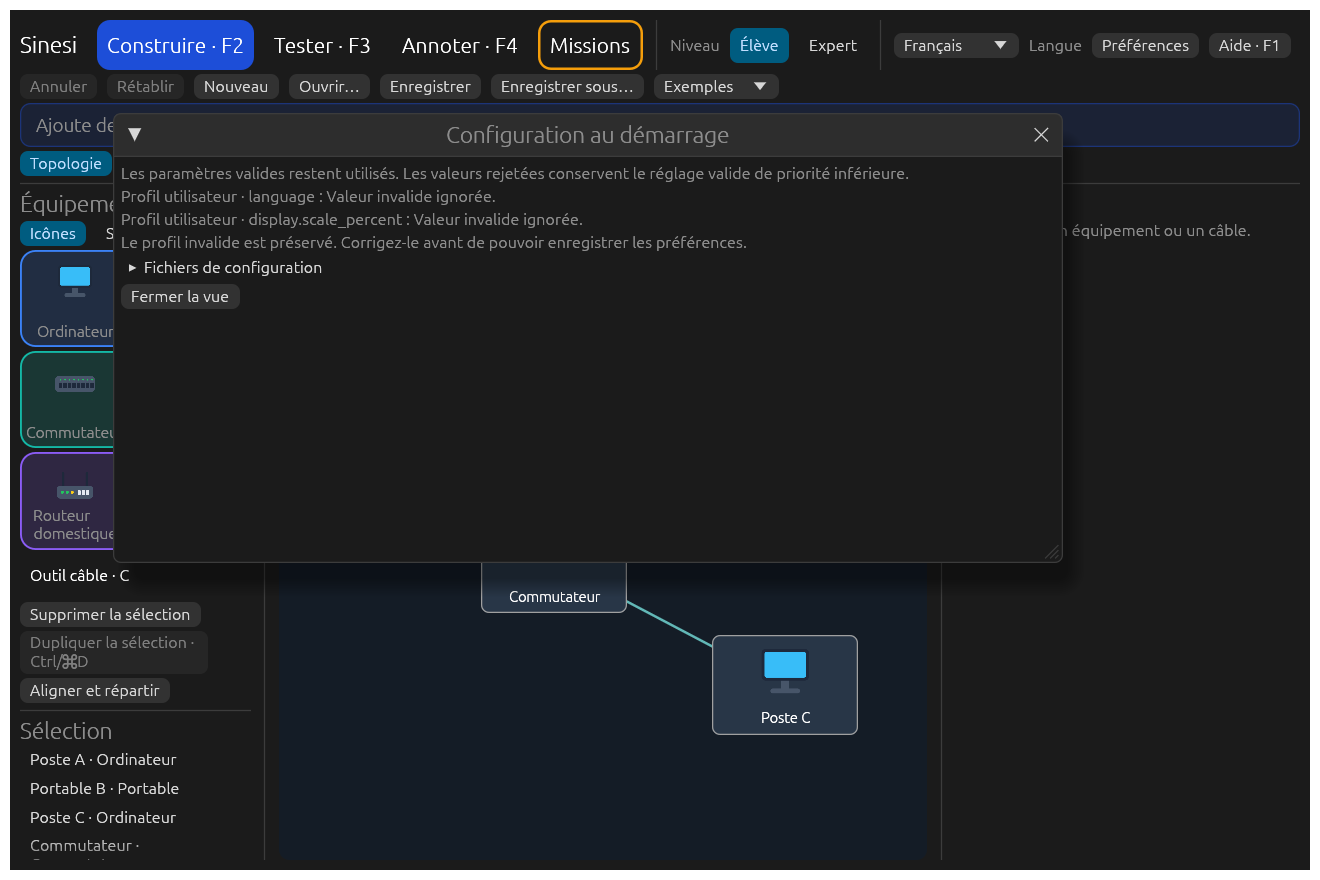 Sinesi
Construire · F2
Tester · F3
Annoter · F4
Missions
Niveau
Élève
Expert
Français
Langue
Préférences
Aide · F1
Annuler
Rétablir
Nouveau
Ouvrir…
Enregistrer
Enregistrer sous…
Exemples
Ajoute
Topologie
Configuration au démarrage
Les paramètres valides restent utilisés. Les valeurs rejetées conservent le réglage valide de priorité inférieure.
Profil utilisateur · language : Valeur invalide ignorée.
Profil utilisateur · display.scale_percent : Valeur invalide ignorée.
Le profil invalide est préservé. Corrigez-le avant de pouvoir enregistrer les préférences.
Fichiers de configuration
Fermer la vue
équipement ou un câble.
Icônes
Ordinateur
Routeur
domestique
Outil câble · C
Supprimer la sélection
Dupliquer la sélection ·
Ctrl/⌘D
Aligner et répartir
Sélection
Poste A · Ordinateur
Portable B · Portable
Poste C · Ordinateur
Commutateur ·
Commutateur
Poste C